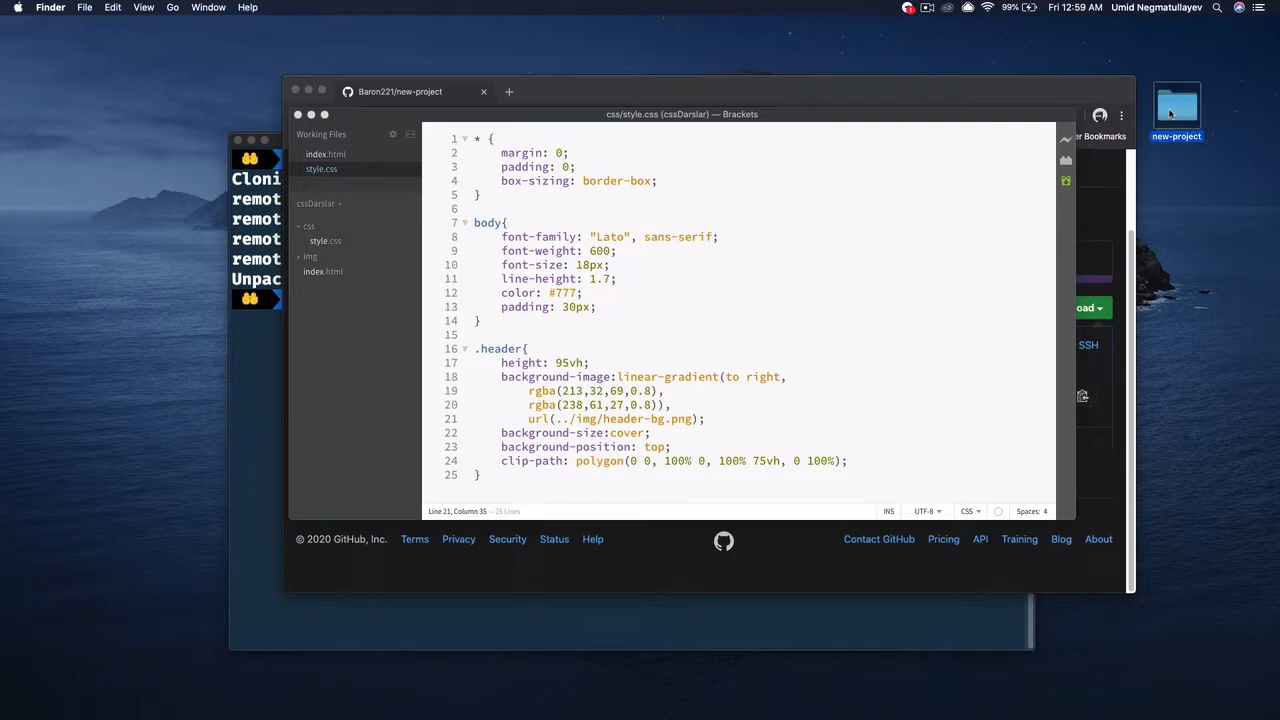 Finder File Edit View Go Window Help
99% Fri 12:59 AM Umid Negmatullayev
Baron221/new-project
new-project
css/style.css (cssDarslar) — Brackets
er Bookmarks
Working Files
index.html
style.css
cssDarslar
css
style.css
img
index.html
Cloni
remot
remot
remot
remot
Unpac
1 * {
2 margin: 0;
3 padding: 0;
4 box-sizing: border-box;
5 }
6
7 body{
8 font-family: "Lato", sans-serif;
9 font-weight: 600;
10 font-size: 18px;
11 line-height: 1.7;
12 color: #777;
13 padding: 30px;
14 }
15
16 .header{
17 height: 95vh;
18 background-image:linear-gradient(to right,
19 rgba(213,32,69,0.8),
20 rgba(238,61,27,0.8)),
21 url(../img/header-bg.png);
22 background-size:cover;
23 background-position: top;
24 clip-path: polygon(0 0, 100% 0, 100% 75vh, 0 100%);
25 }
oad
SSH
Line 21, Column 35 — 25 Lines
INS UTF-8 CSS Spaces: 4
© 2020 GitHub, Inc. Terms Privacy Security Status Help Contact GitHub Pricing API Training Blog About